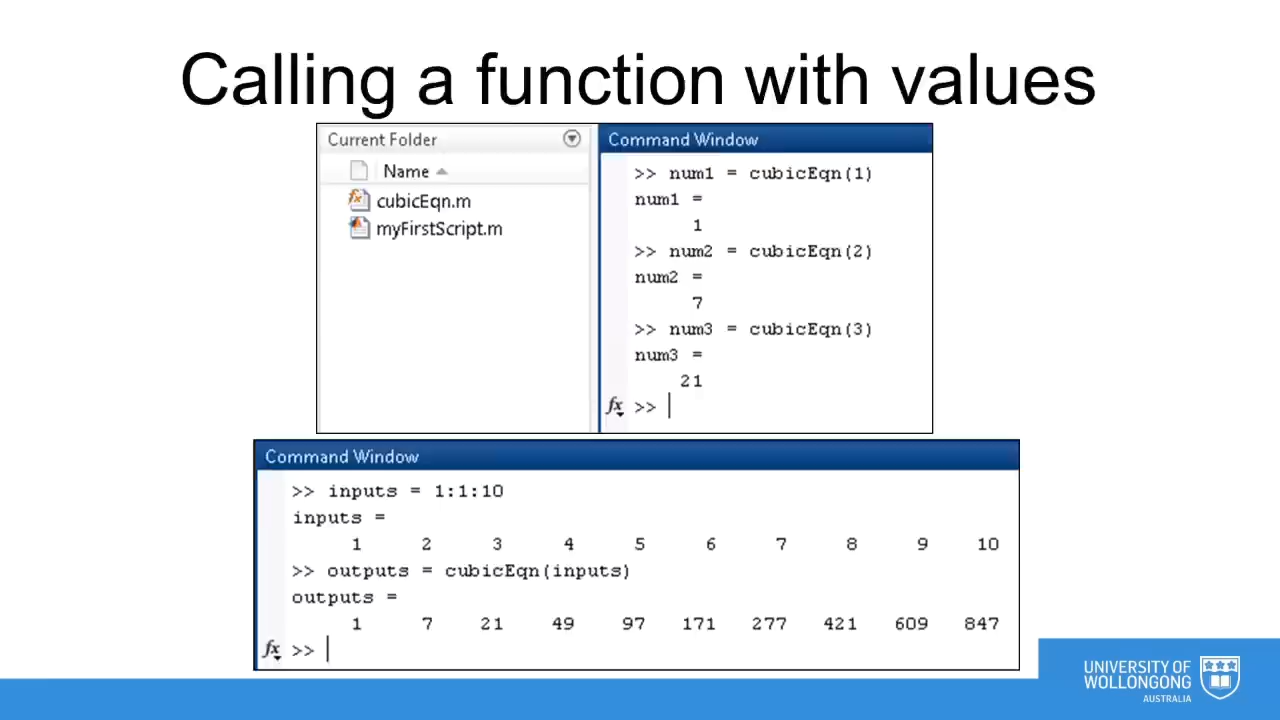 Calling a function with values
Current Folder
Name
cubicEqn.m
myFirstScript.m
Command Window
>> num1 = cubicEqn(1)
num1 =
1
>> num2 = cubicEqn(2)
num2 =
7
>> num3 = cubicEqn(3)
num3 =
21
fx >>
Command Window
>> inputs = 1:1:10
inputs =
1 2 3 4 5 6 7 8 9 10
>> outputs = cubicEqn(inputs)
outputs =
1 7 21 49 97 171 277 421 609 847
fx >>
UNIVERSITY OF
WOLLONGONG
AUSTRALIA